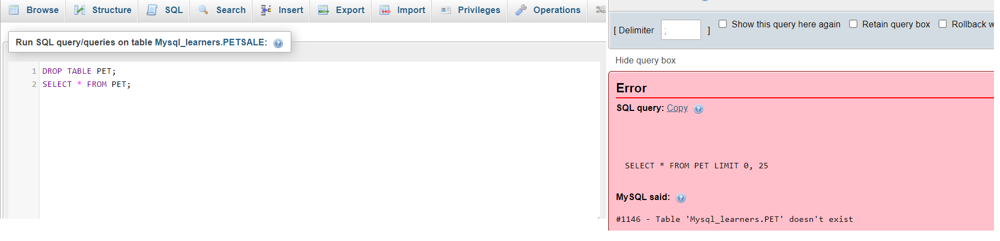 Browse Structure SQL Search Insert Export Import Privileges Operations
Run SQL query/queries on table Mysql_learners.PETSALE:
1 DROP TABLE PET;
2 SELECT * FROM PET;
[ Delimiter ; ] Show this query here again Retain query box Rollback w
Hide query box
Error
SQL query: Copy
SELECT * FROM PET LIMIT 0, 25
MySQL said:
#1146 - Table 'Mysql_learners.PET' doesn't exist